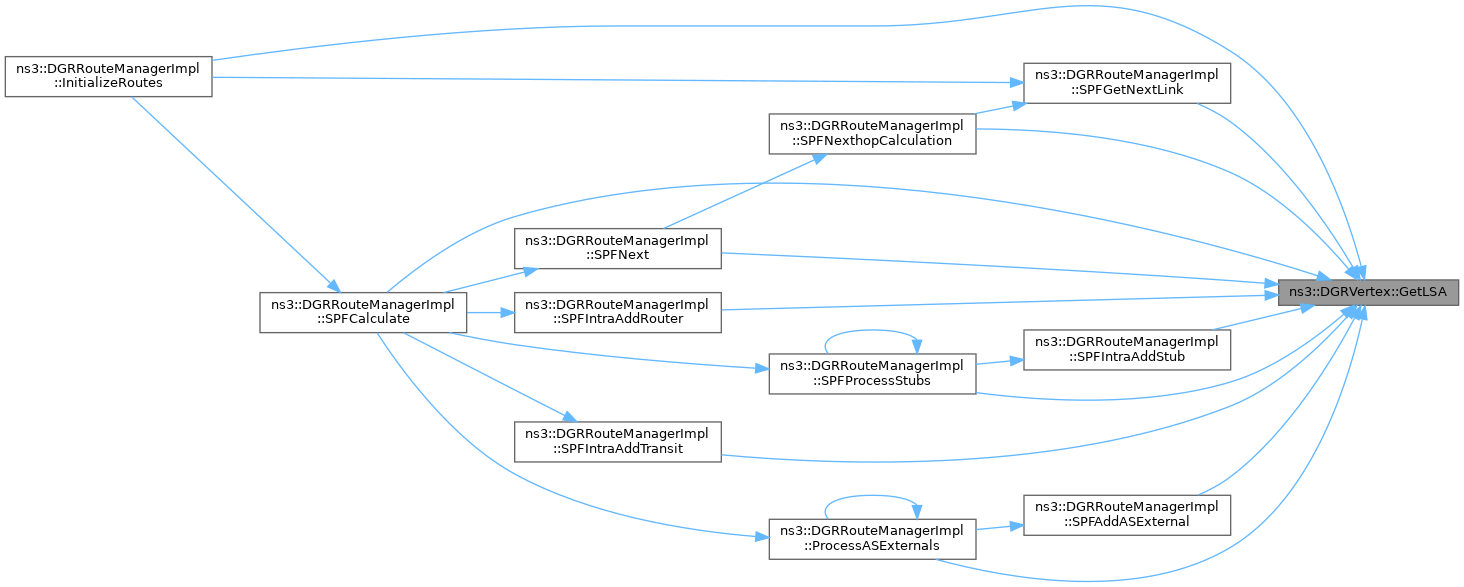 ns3::DGRRouteManagerImpl
::InitializeRoutes
ns3::DGRRouteManagerImpl
::SPFGetNextLink
ns3::DGRRouteManagerImpl
::SPFNexthopCalculation
ns3::DGRRouteManagerImpl
::SPFNext
ns3::DGRVertex::GetLSA
ns3::DGRRouteManagerImpl
::SPFCalculate
ns3::DGRRouteManagerImpl
::SPFIntraAddRouter
ns3::DGRRouteManagerImpl
::SPFIntraAddStub
ns3::DGRRouteManagerImpl
::SPFProcessStubs
ns3::DGRRouteManagerImpl
::SPFIntraAddTransit
ns3::DGRRouteManagerImpl
::SPFAddASExternal
ns3::DGRRouteManagerImpl
::ProcessASExternals